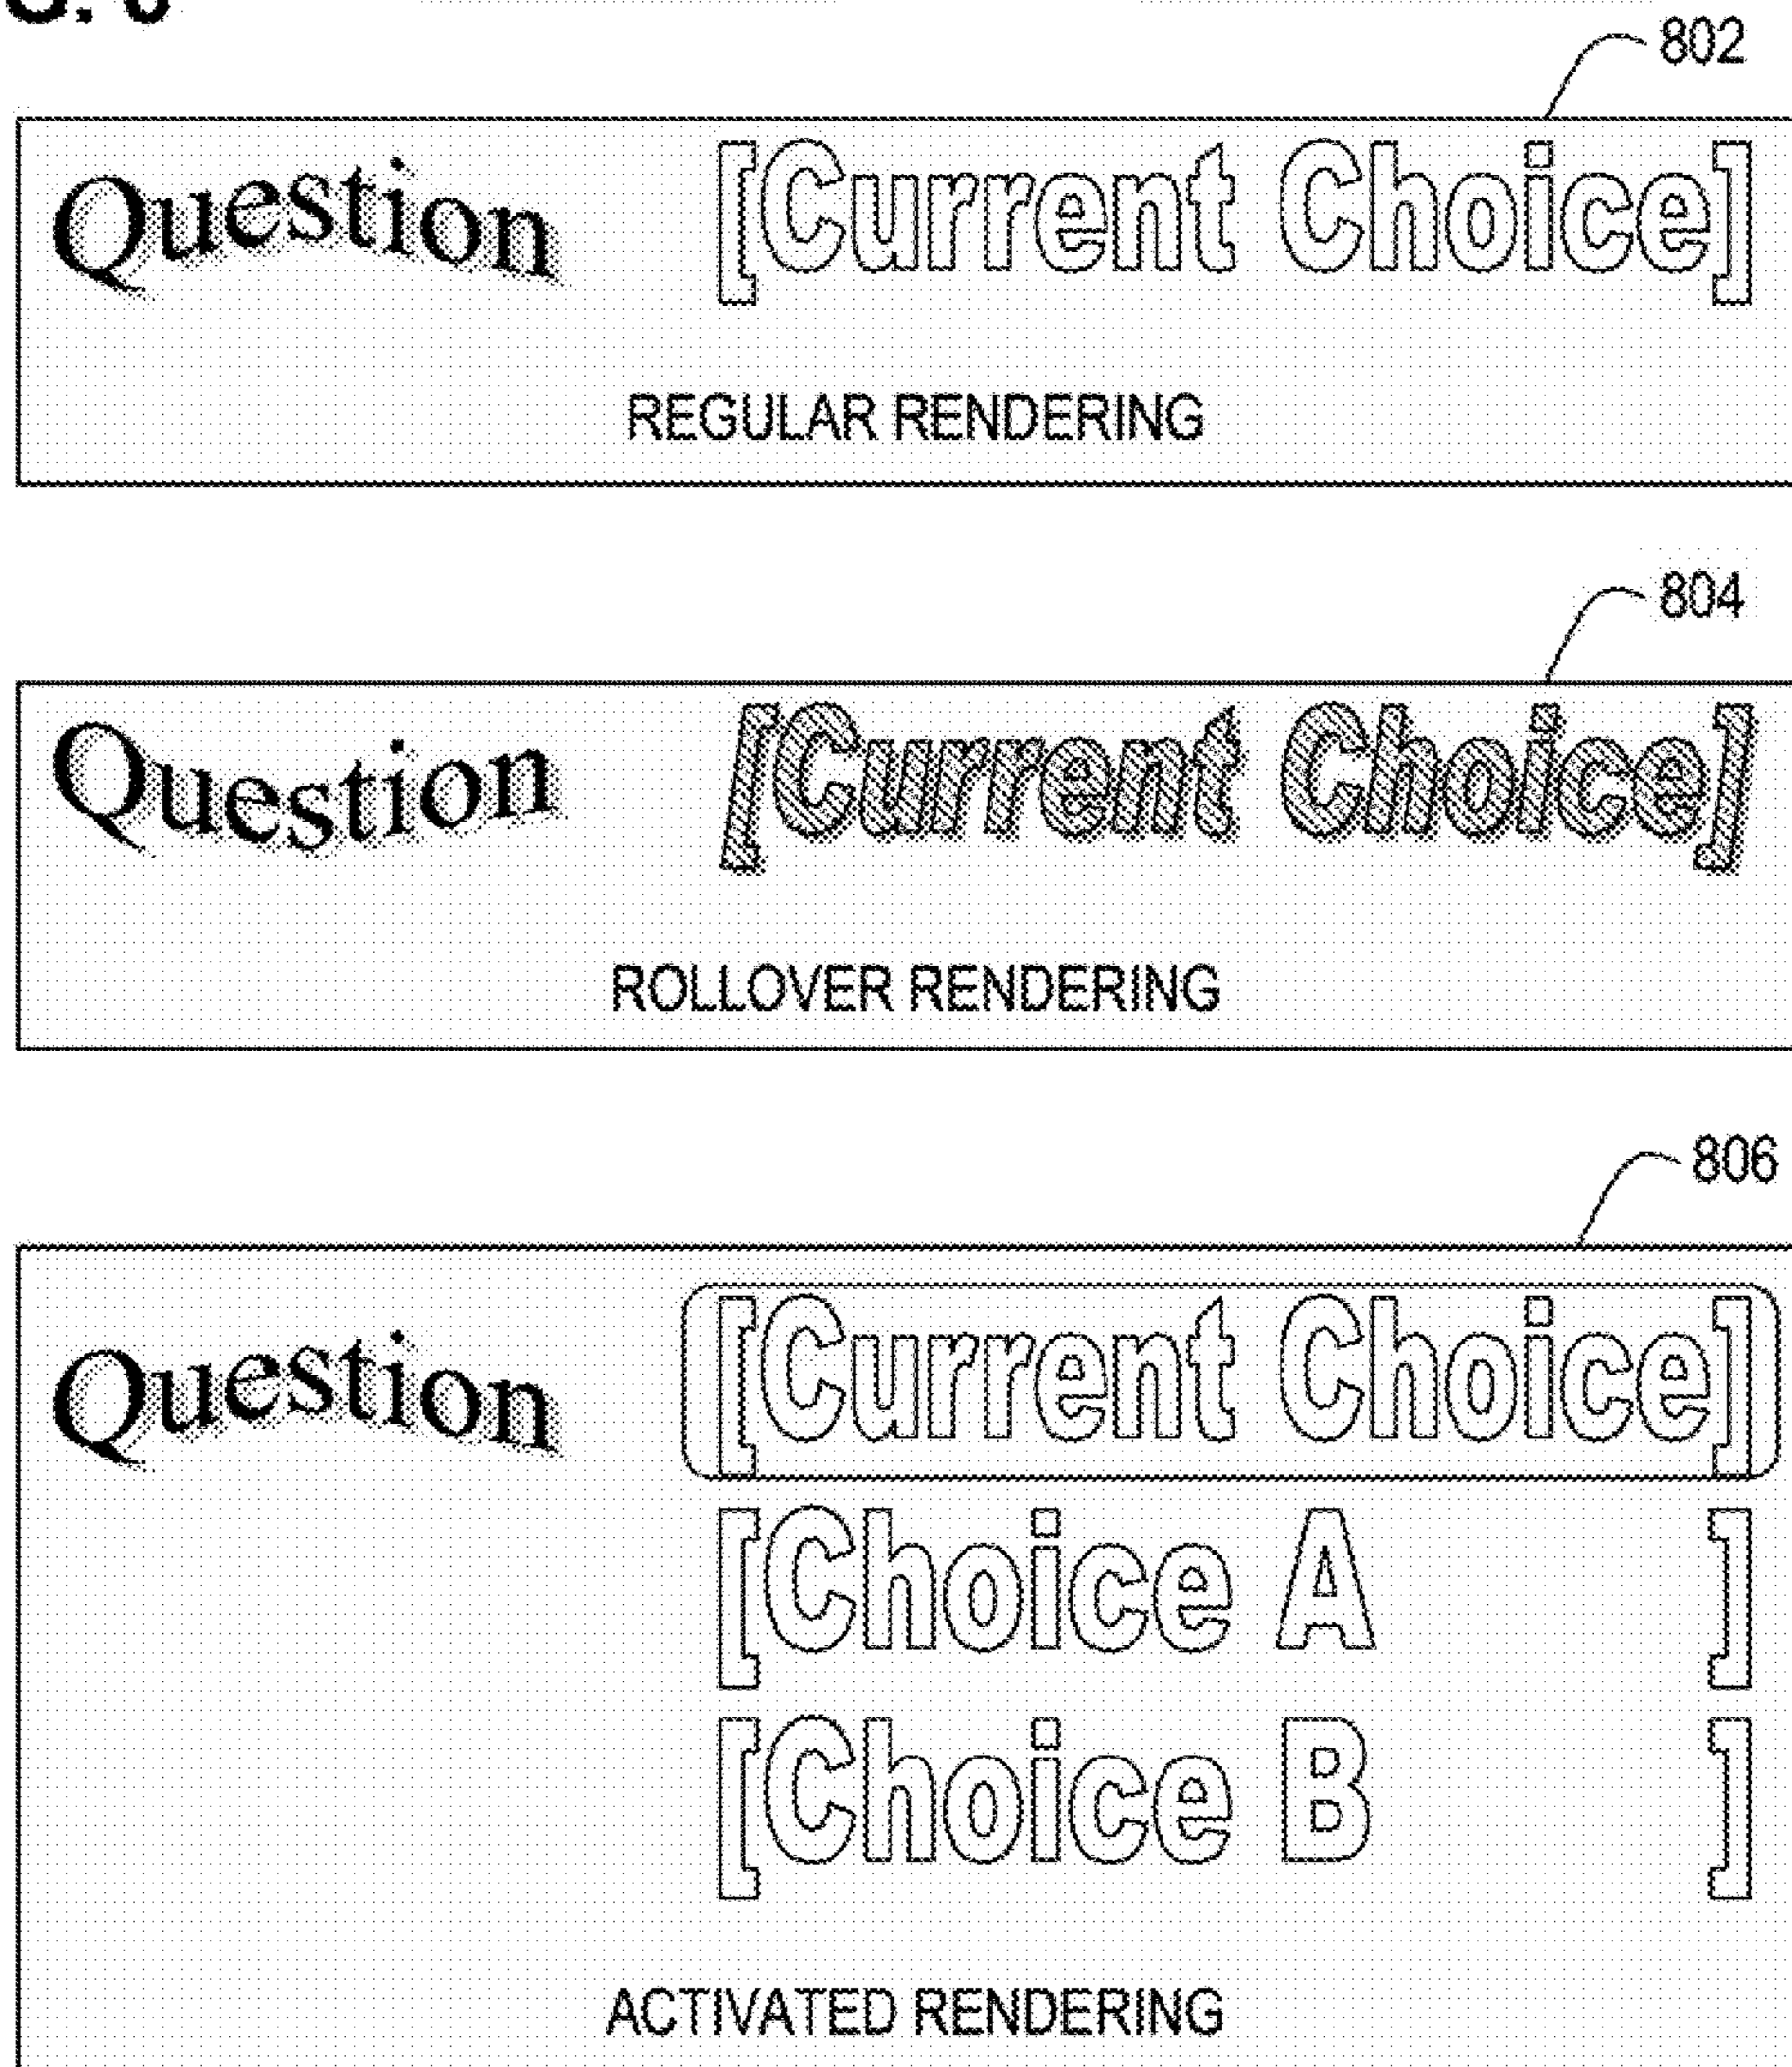 802
Question [Current Choice]
REGULAR RENDERING
804
Question [Current Choice]
ROLLOVER RENDERING
806
Question [Current Choice]
[Choice A ]
[Choice B ]
ACTIVATED RENDERING